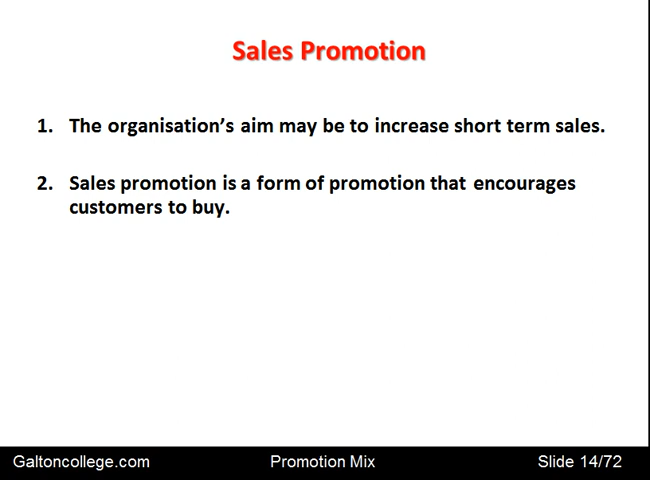 Sales Promotion
1. The organisation's aim may be to increase short term sales.
2. Sales promotion is a form of promotion that encourages
customers to buy.
Galtoncollege.com Promotion Mix Slide 14/72